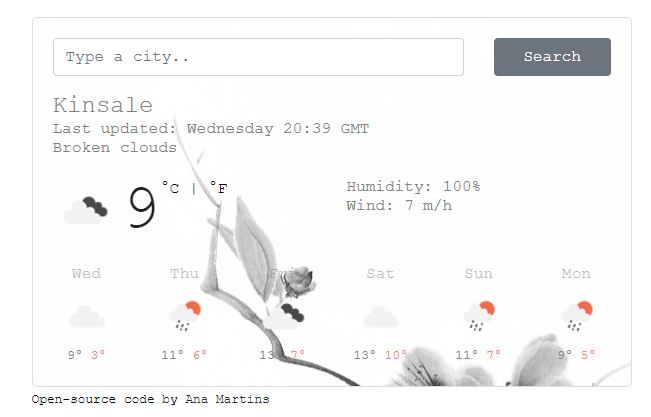 Type a city..
Search
Kinsale
Last updated: Wednesday 20:39 GMT
Broken clouds
9 °C | °F
Humidity: 100%
Wind: 7 m/h
Wed Thu Fri Sat Sun Mon
9° 3° 11° 6° 13° 7° 13° 10° 11° 7° 9° 5°
Open-source code by Ana Martins